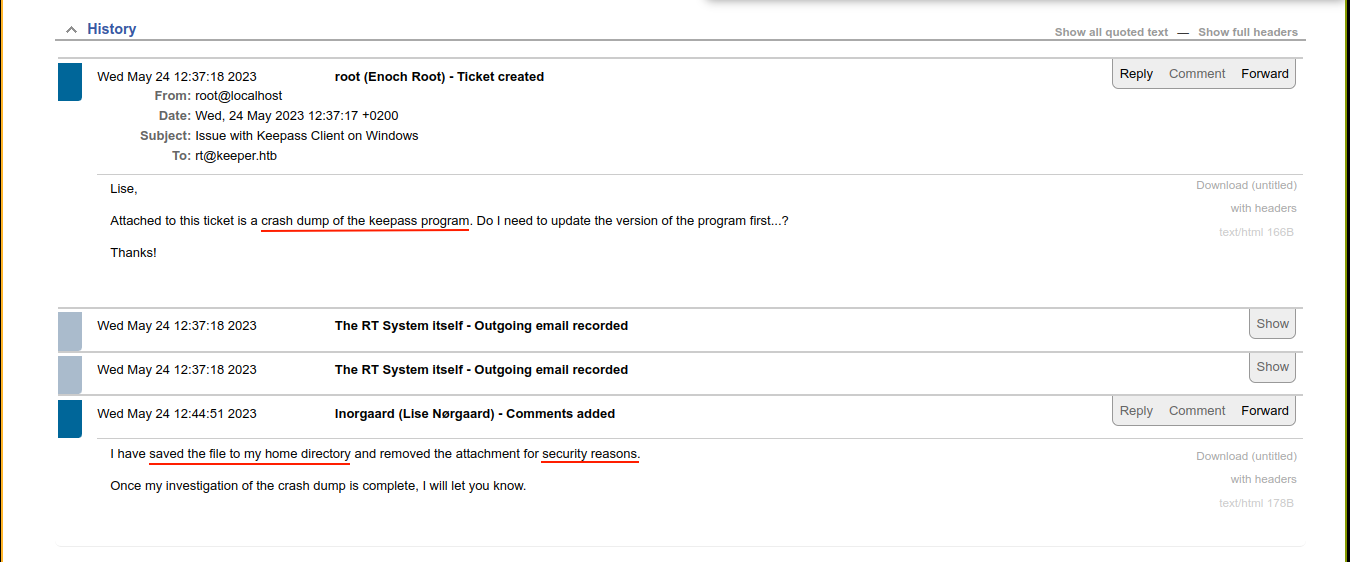 History
Show all quoted text — Show full headers
Wed May 24 12:37:18 2023 root (Enoch Root) - Ticket created Reply Comment Forward
From: root@localhost
Date: Wed, 24 May 2023 12:37:17 +0200
Subject: Issue with Keepass Client on Windows
To: rt@keeper.htb
Lise,
Attached to this ticket is a crash dump of the keepass program. Do I need to update the version of the program first...?
Thanks!
Download (untitled)
with headers
text/html 166B
Wed May 24 12:37:18 2023 The RT System itself - Outgoing email recorded Show
Wed May 24 12:37:18 2023 The RT System itself - Outgoing email recorded Show
Wed May 24 12:44:51 2023 lnorgaard (Lise Nørgaard) - Comments added Reply Comment Forward
I have saved the file to my home directory and removed the attachment for security reasons.
Once my investigation of the crash dump is complete, I will let you know.
Download (untitled)
with headers
text/html 178B